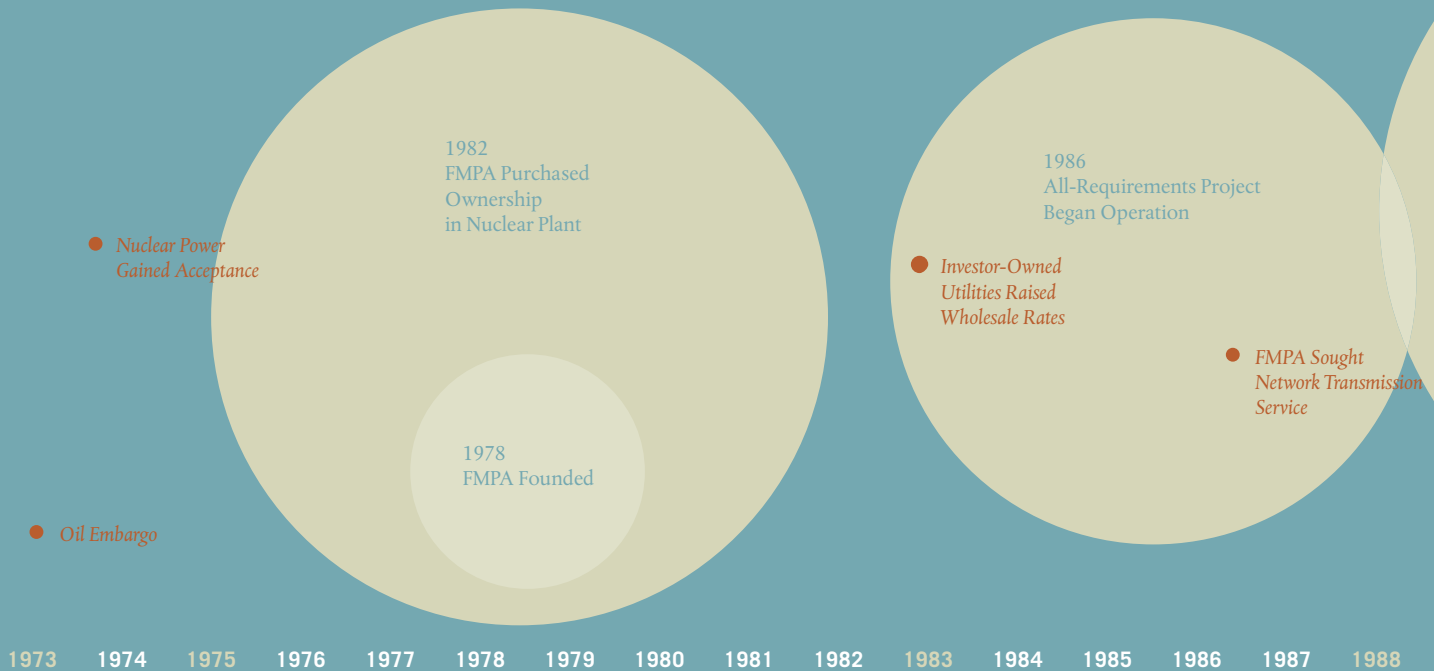 1982
FMPA Purchased
Ownership
in Nuclear Plant
Nuclear Power
Gained Acceptance
1978
FMPA Founded
Oil Embargo
1986
All-Requirements Project
Began Operation
Investor-Owned
Utilities Raised
Wholesale Rates
FMPA Sought
Network Transmission
Service
1973 1974 1975 1976 1977 1978 1979 1980 1981 1982 1983 1984 1985 1986 1987 1988